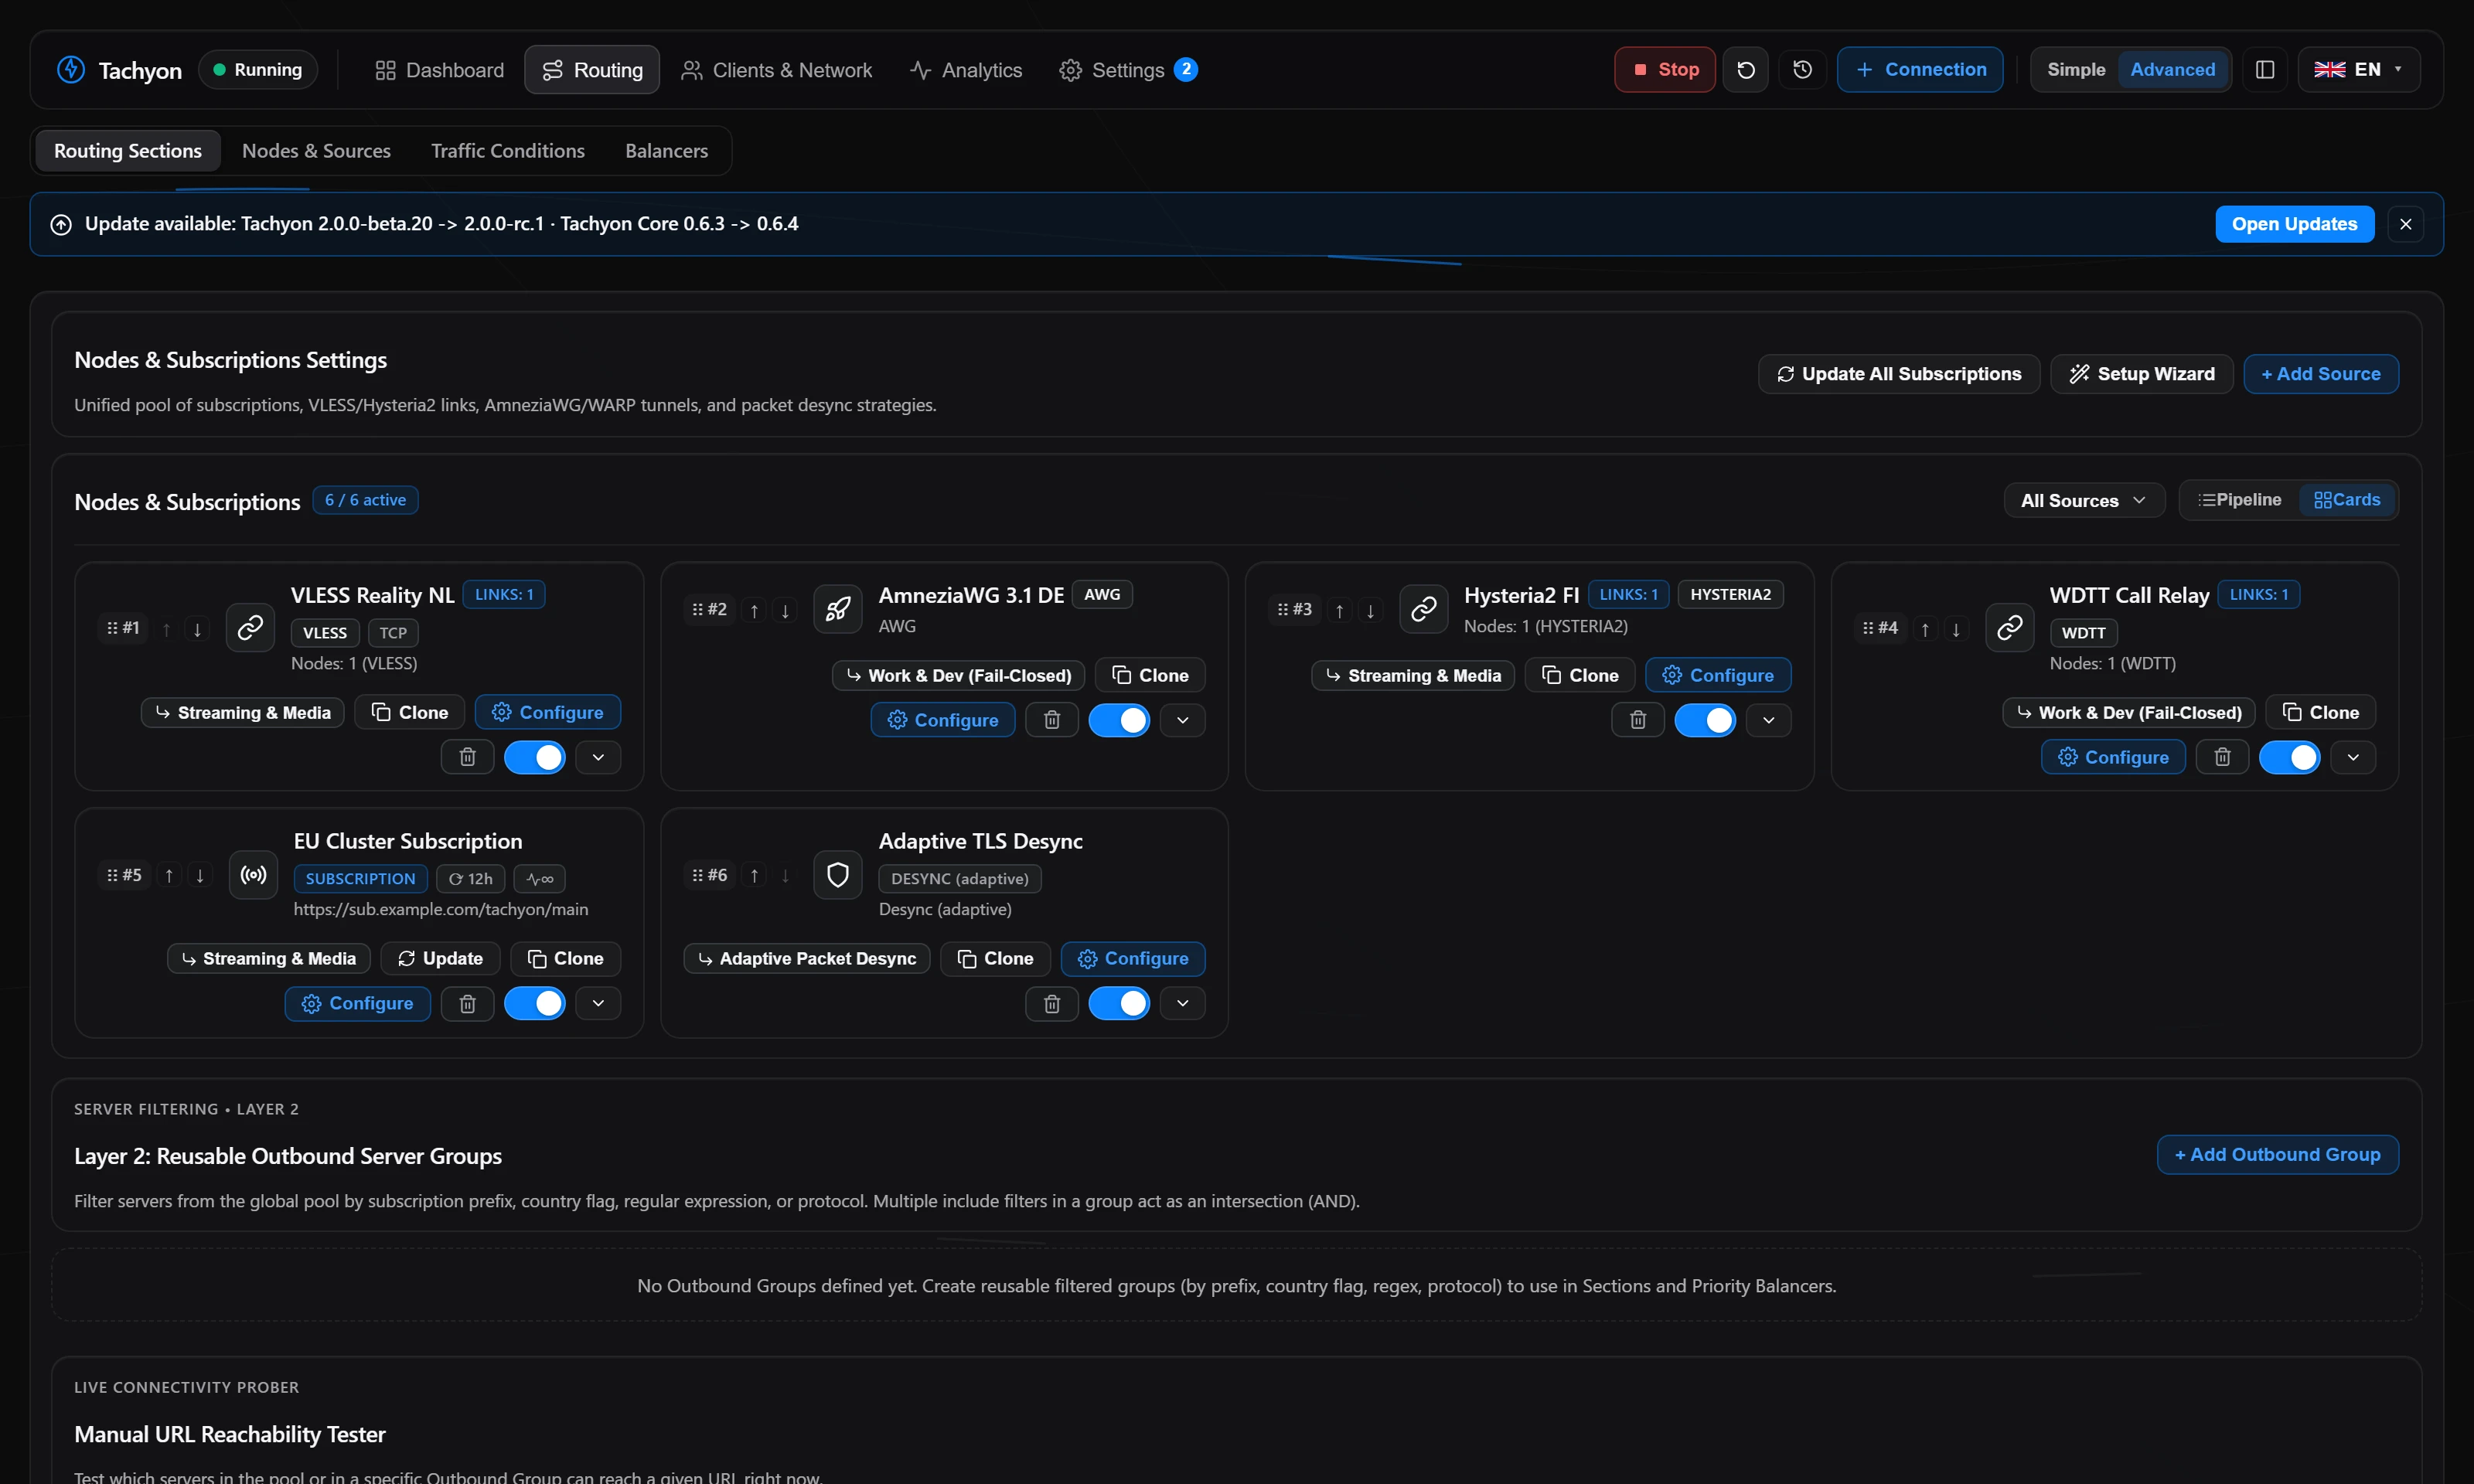 Tachyon
Running
Dashboard
Routing
Clients & Network
Analytics
Settings 2
Stop
Connection
Simple
Advanced
EN
Routing Sections
Nodes & Sources
Traffic Conditions
Balancers
Update available: Tachyon 2.0.0-beta.20 -> 2.0.0-rc.1 · Tachyon Core 0.6.3 -> 0.6.4
Open Updates
Nodes & Subscriptions Settings
Unified pool of subscriptions, VLESS/Hysteria2 links, AmneziaWG/WARP tunnels, and packet desync strategies.
Update All Subscriptions
Setup Wizard
+ Add Source
Nodes & Subscriptions
6 / 6 active
All Sources
Pipeline
Cards
#1
VLESS Reality NL
LINKS: 1
VLESS
TCP
Nodes: 1 (VLESS)
Streaming & Media
Clone
Configure
#2
AmneziaWG 3.1 DE
AWG
AWG
Work & Dev (Fail-Closed)
Clone
Configure
#3
Hysteria2 FI
LINKS: 1
HYSTERIA2
Nodes: 1 (HYSTERIA2)
Streaming & Media
Clone
Configure
#4
WDTT Call Relay
LINKS: 1
WDTT
Nodes: 1 (WDTT)
Work & Dev (Fail-Closed)
Clone
Configure
#5
EU Cluster Subscription
SUBSCRIPTION
12h
∞
https://sub.example.com/tachyon/main
Streaming & Media
Update
Clone
Configure
#6
Adaptive TLS Desync
DESYNC (adaptive)
Desync (adaptive)
Adaptive Packet Desync
Clone
Configure
SERVER FILTERING • LAYER 2
Layer 2: Reusable Outbound Server Groups
Filter servers from the global pool by subscription prefix, country flag, regular expression, or protocol. Multiple include filters in a group act as an intersection (AND).
+ Add Outbound Group
No Outbound Groups defined yet. Create reusable filtered groups (by prefix, country flag, regex, protocol) to use in Sections and Priority Balancers.
LIVE CONNECTIVITY PROBER
Manual URL Reachability Tester
Test which servers in the pool or in a specific Outbound Group can reach a given URL right now.